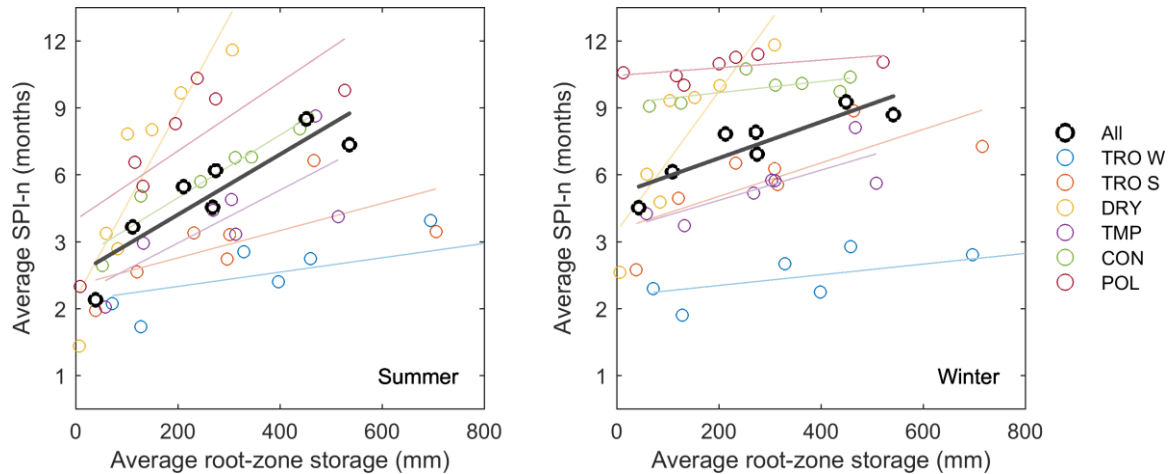 Average SPI-n (months)
12
9
6
3
2
1
Summer
0
200
400
600
800
Average root-zone storage (mm)
Average SPI-n (months)
12
9
6
3
2
1
Winter
0
200
400
600
800
Average root-zone storage (mm)
All
TRO W
TRO S
DRY
TMP
CON
POL